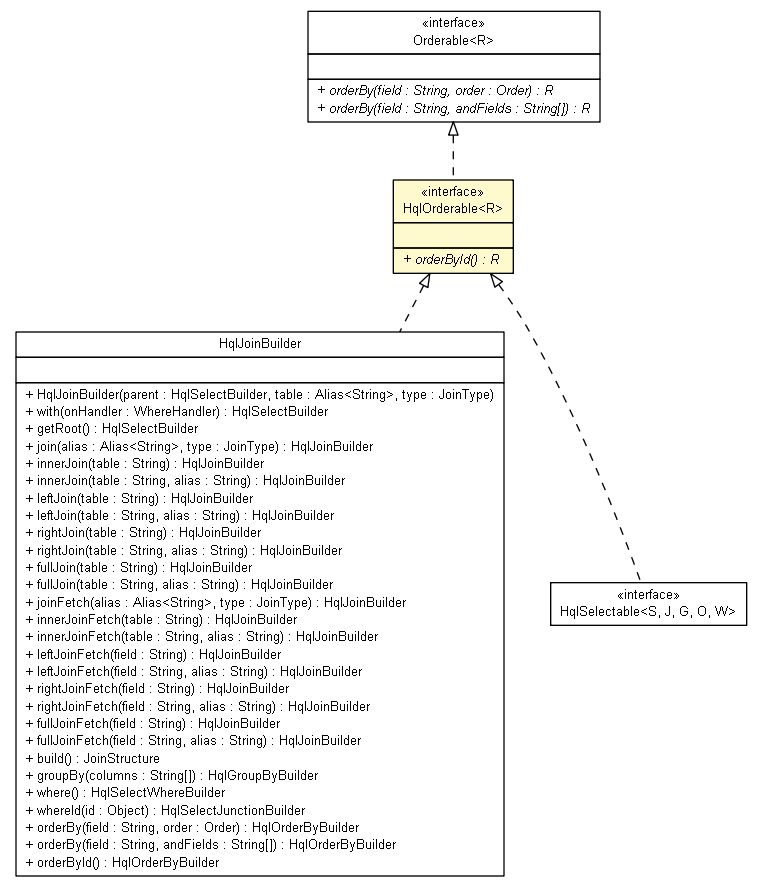 «interface»
Orderable<R>
+ orderBy(field : String, order : Order) : R
+ orderBy(field : String, andFields : String[]) : R
«interface»
HqlOrderable<R>
+ orderById() : R
HqlJoinBuilder
+ HqlJoinBuilder(parent : HqlSelectBuilder, table : Alias<String>, type : JoinType)
+ with(onHandler : WhereHandler) : HqlSelectBuilder
+ getRoot() : HqlSelectBuilder
+ join(alias : Alias<String>, type : JoinType) : HqlJoinBuilder
+ innerJoin(table : String) : HqlJoinBuilder
+ innerJoin(table : String, alias : String) : HqlJoinBuilder
+ leftJoin(table : String) : HqlJoinBuilder
+ leftJoin(table : String, alias : String) : HqlJoinBuilder
+ rightJoin(table : String) : HqlJoinBuilder
+ rightJoin(table : String, alias : String) : HqlJoinBuilder
+ fullJoin(table : String) : HqlJoinBuilder
+ fullJoin(table : String, alias : String) : HqlJoinBuilder
+ joinFetch(alias : Alias<String>, type : JoinType) : HqlJoinBuilder
+ innerJoinFetch(table : String) : HqlJoinBuilder
+ innerJoinFetch(table : String, alias : String) : HqlJoinBuilder
+ leftJoinFetch(field : String) : HqlJoinBuilder
+ leftJoinFetch(field : String, alias : String) : HqlJoinBuilder
+ rightJoinFetch(field : String) : HqlJoinBuilder
+ rightJoinFetch(field : String, alias : String) : HqlJoinBuilder
+ fullJoinFetch(field : String) : HqlJoinBuilder
+ fullJoinFetch(field : String, alias : String) : HqlJoinBuilder
+ build() : JoinStructure
+ groupBy(columns : String[]) : HqlGroupByBuilder
+ where() : HqlSelectWhereBuilder
+ whereId(id : Object) : HqlSelectJunctionBuilder
+ orderBy(field : String, order : Order) : HqlOrderByBuilder
+ orderBy(field : String, andFields : String[]) : HqlOrderByBuilder
+ orderById() : HqlOrderByBuilder
«interface»
HqlSelectable<S, J, G, O, W>